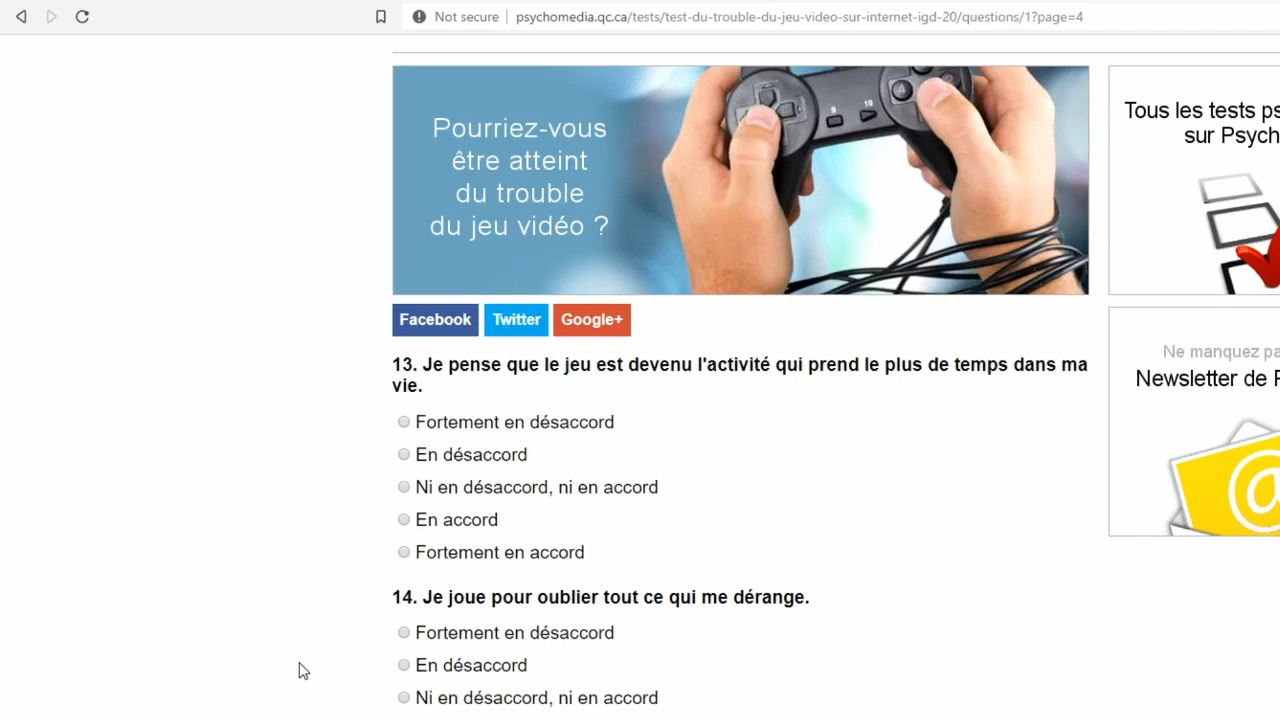 Not secure
psychomedia.qc.ca/tests/test-du-trouble-du-jeu-video-sur-internet-igd-20/questions/1?page=4
Pourriez-vous
être atteint
du trouble
du jeu vidéo ?
9 10
4
Facebook Twitter Google+
13. Je pense que le jeu est devenu l'activité qui prend le plus de temps dans ma
vie.
Fortement en désaccord
En désaccord
Ni en désaccord, ni en accord
En accord
Fortement en accord
14. Je joue pour oublier tout ce qui me dérange.
Fortement en désaccord
En désaccord
Ni en désaccord, ni en accord
Tous les tests ps
sur Psych
Ne manquez pa
Newsletter de P
@